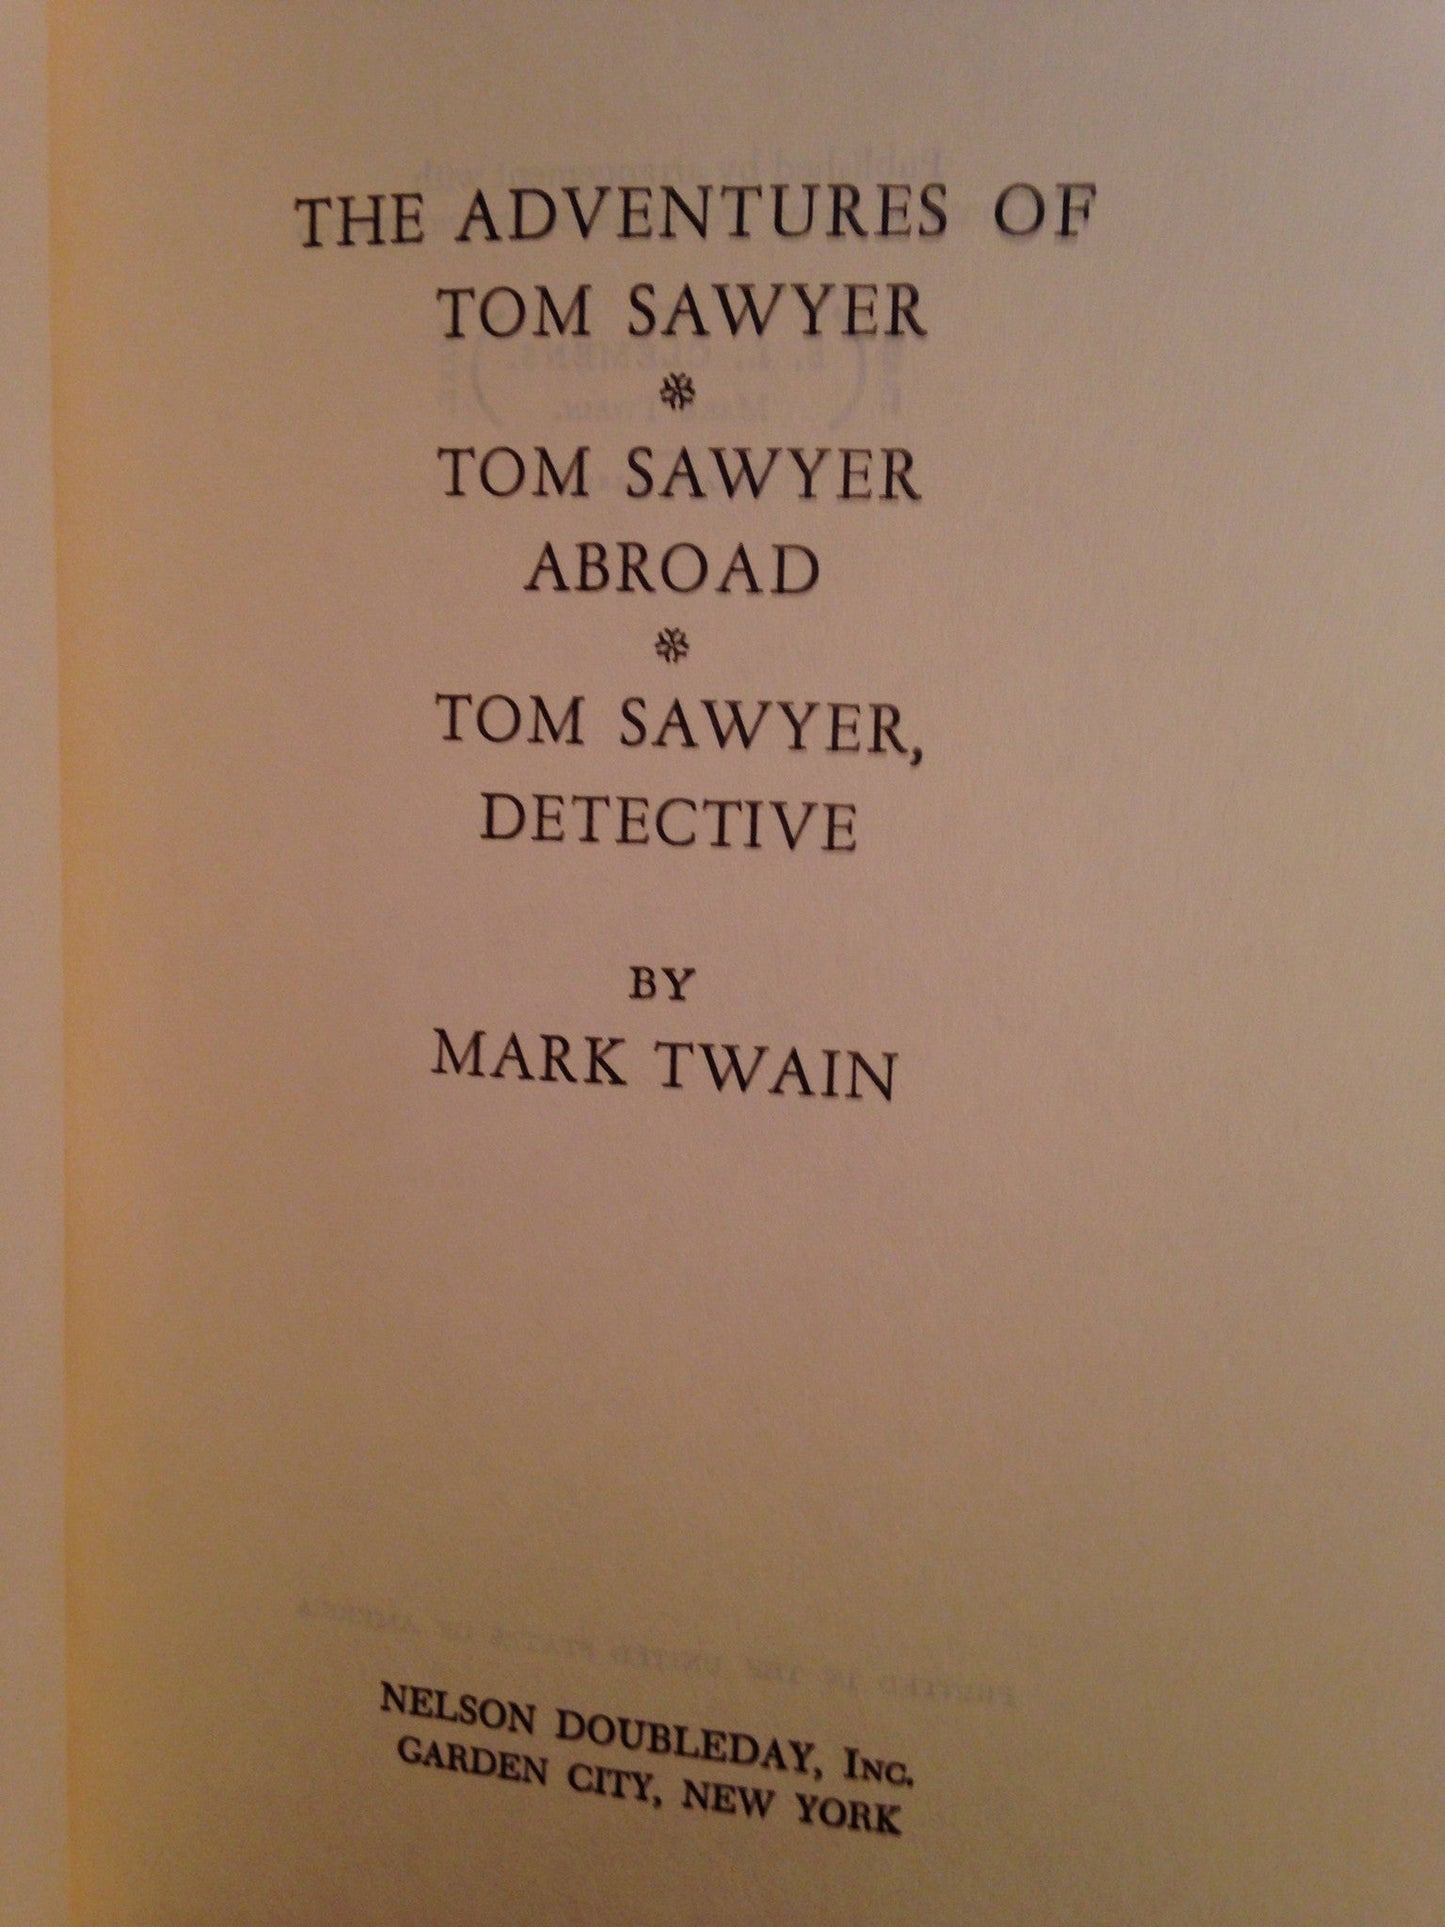 THE ADVENTURES OF
TOM SAWYER
TOM SAWYER
ABROAD
TOM SAWYER,
DETECTIVE
BY
MARK TWAIN
NELSON DOUBLEDAY, INC.
GARDEN CITY, NEW YORK